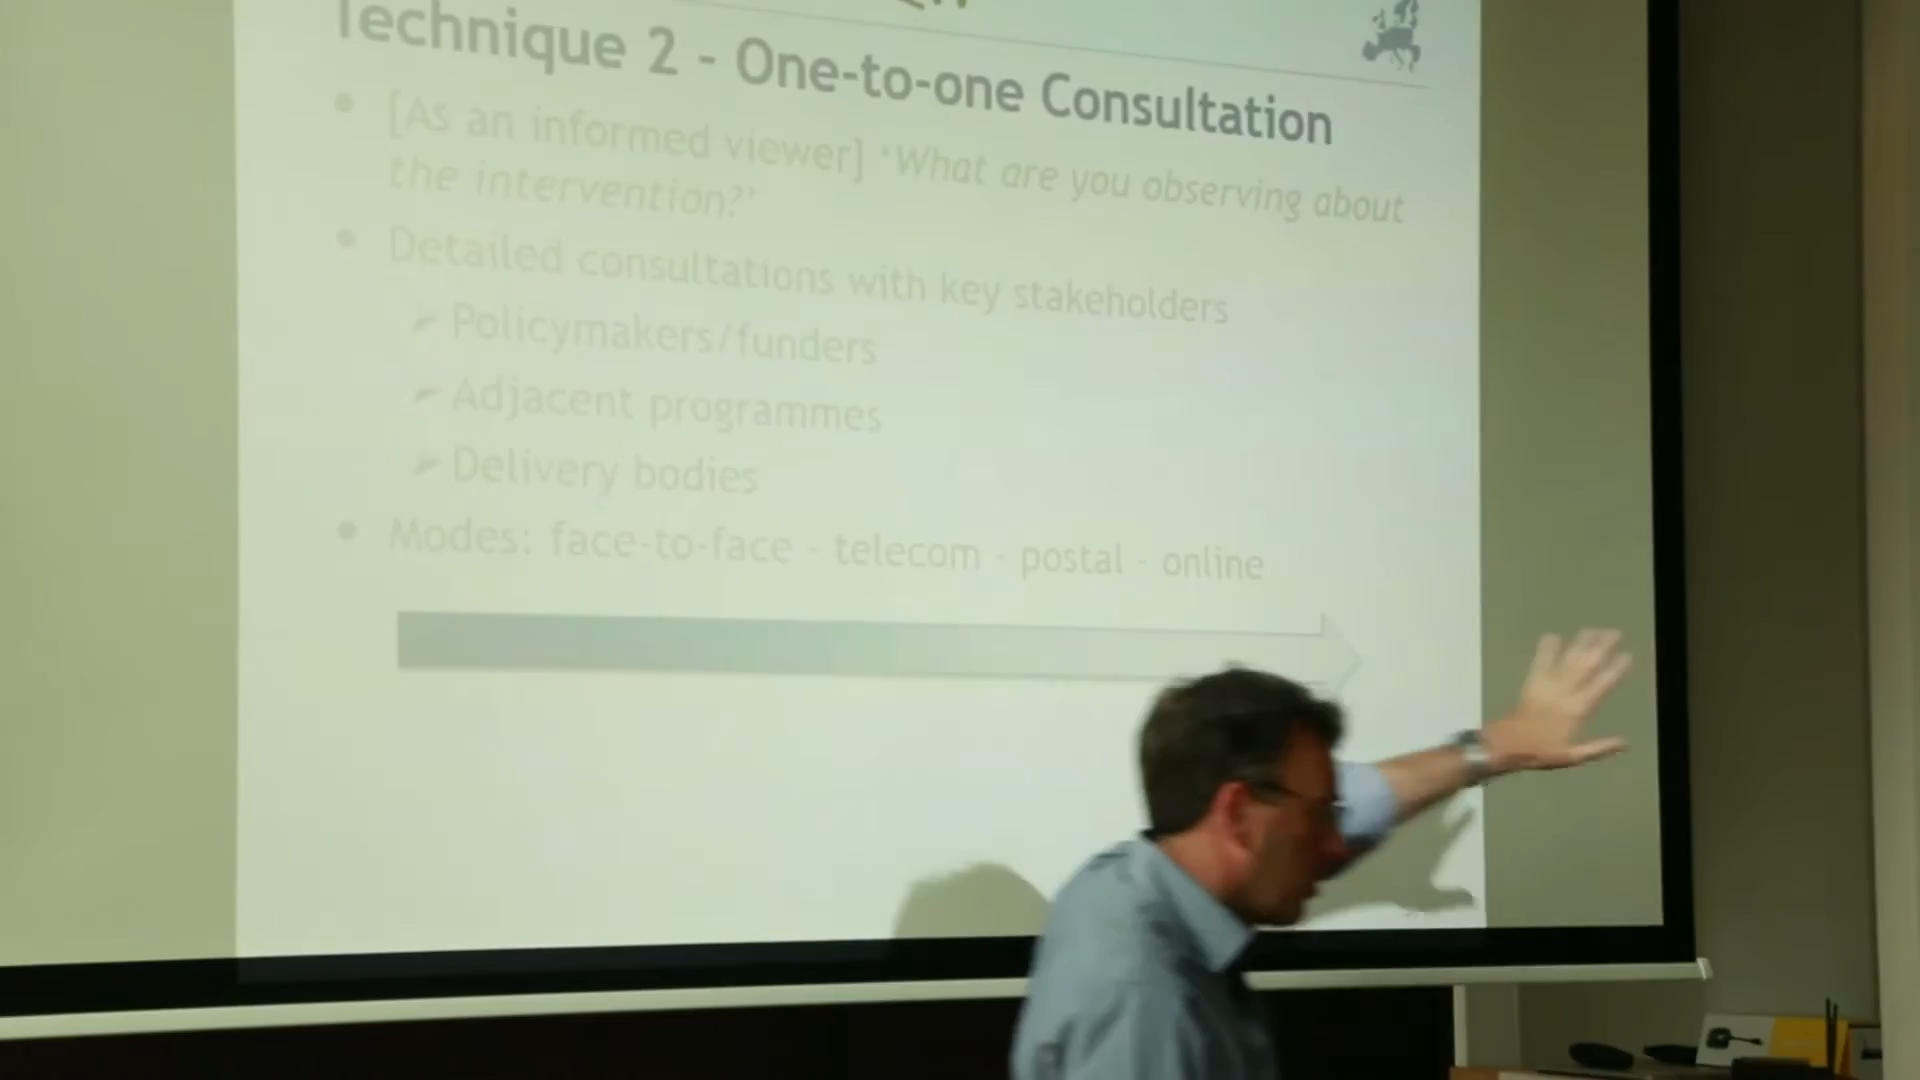 Technique 2 - One-to-one Consultation
• [As an informed viewer] ‘What are you observing about
the intervention?’
• Detailed consultations with key stakeholders
➢ Policymakers/funders
➢ Adjacent programmes
➢ Delivery bodies
• Modes: face-to-face - telecom - postal - online